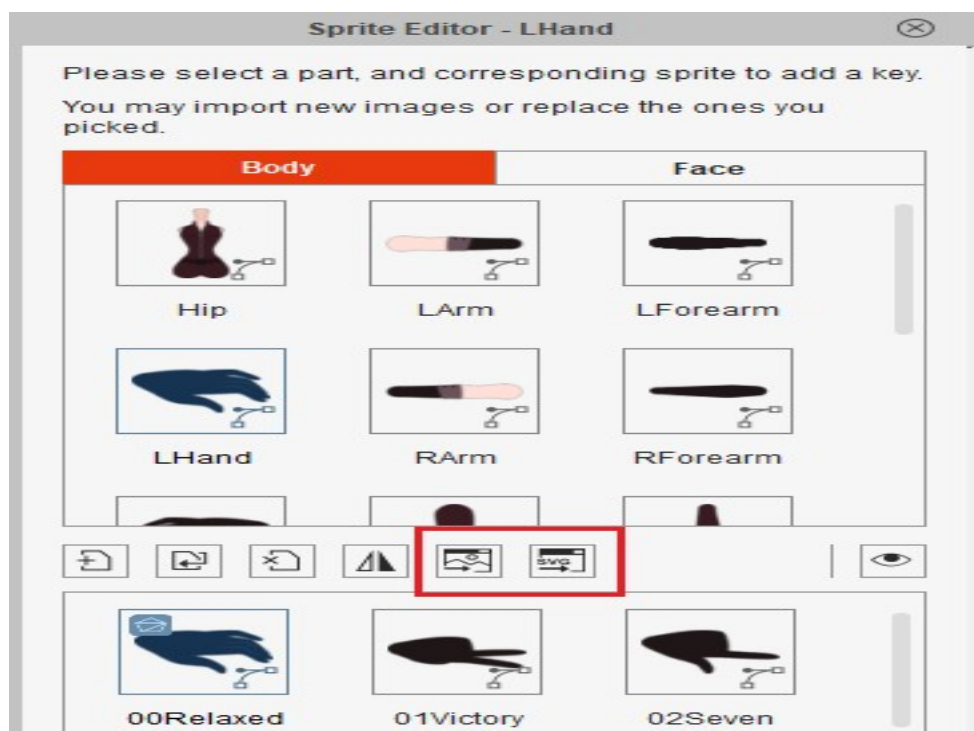 Sprite Editor - LHand
Please select a part, and corresponding sprite to add a key.
You may import new images or replace the ones you
picked.
Body Face
Hip LArm LForearm
LHand RArm RForearm
SVG
00Relaxed 01Victory 02Seven